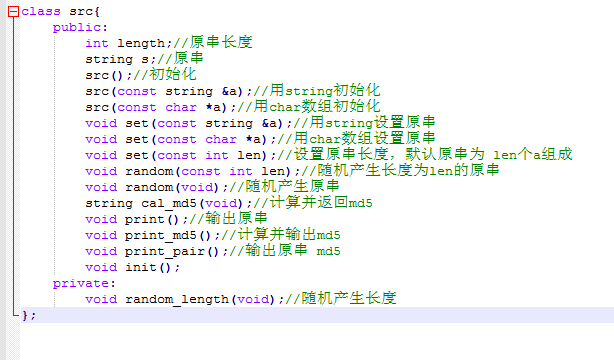 class src{
    public:
        int length;//原串长度
        string s;//原串
        src();//初始化
        src(const string &a);//用string初始化
        src(const char *a);//用char数组初始化
        void set(const string &a);//用string设置原串
        void set(const char *a);//用char数组设置原串
        void set(const int len);//设置原串长度，默认原串为 len个a组成
        void random(const int len);//随机产生长度为len的原串
        void random(void);//随机产生原串
        string cal_md5(void);//计算并返回md5
        void print();//输出原串
        void print_md5();//计算并输出md5
        void print_pair();//输出原串 md5
        void init();
    private:
        void random_length(void);//随机产生长度
};